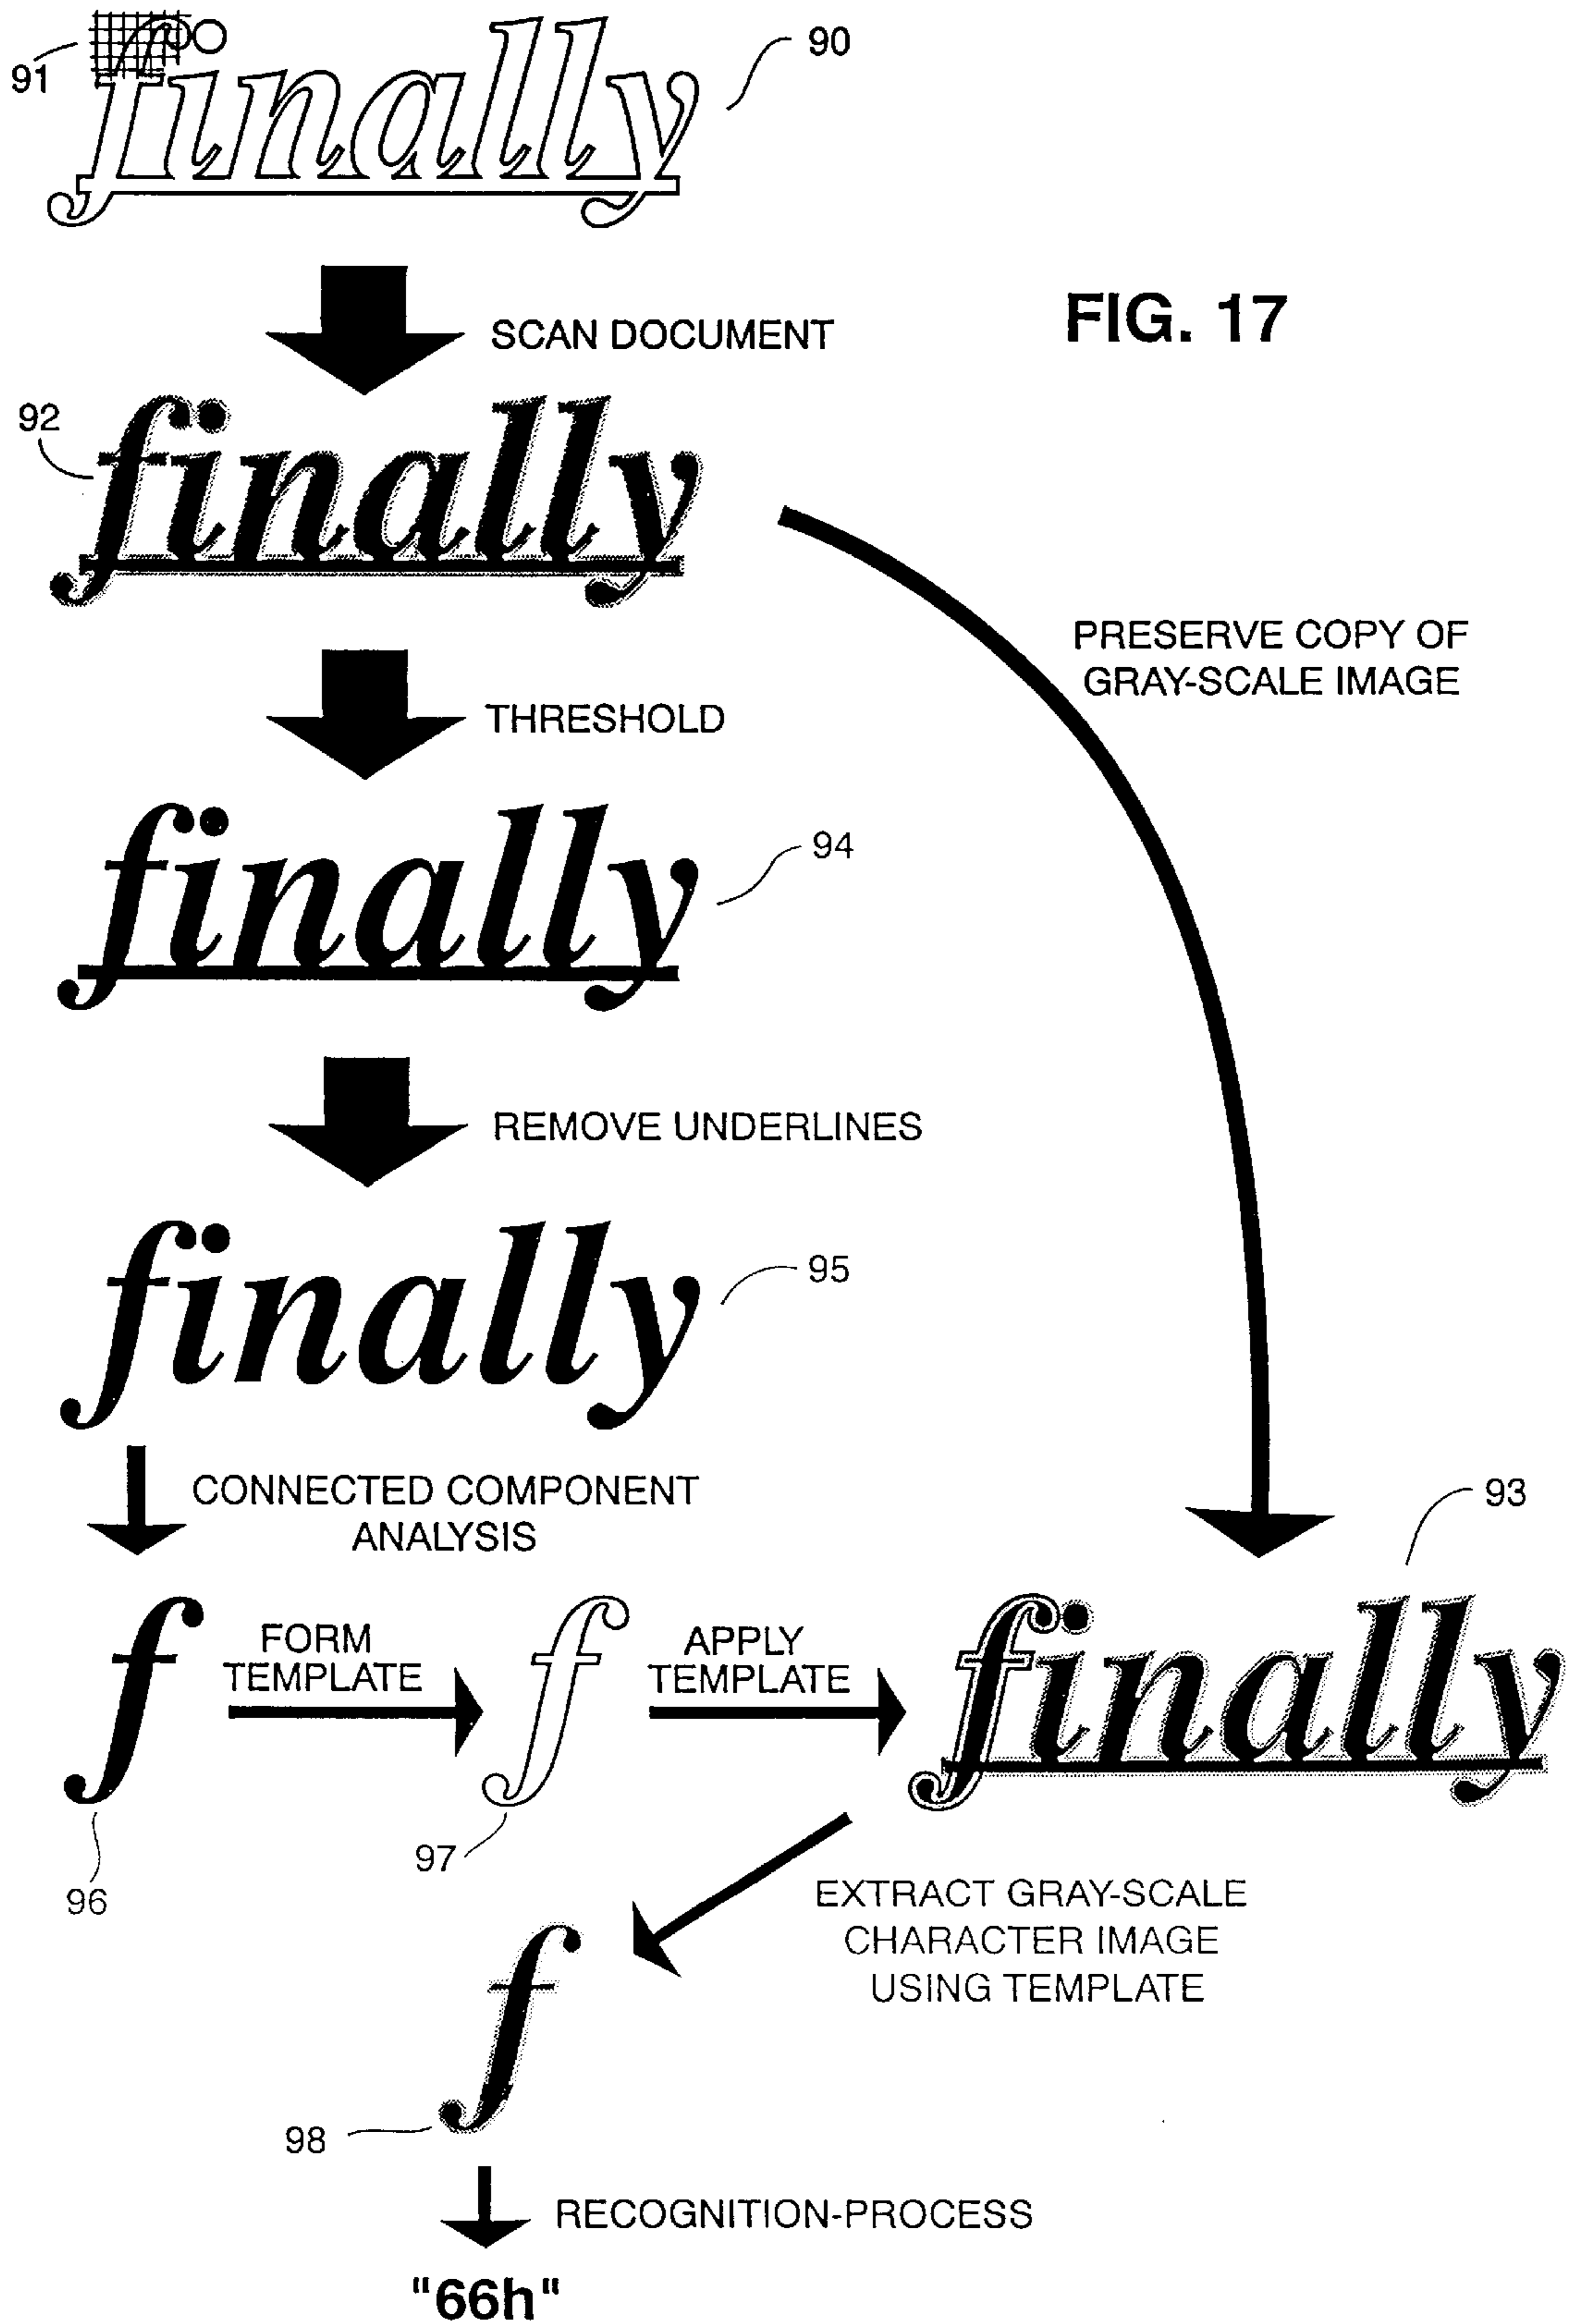 91
finally
90
SCAN DOCUMENT
FIG. 17
92
finally
PRESERVE COPY OF
GRAY-SCALE IMAGE
THRESHOLD
finally
94
REMOVE UNDERLINES
finally
95
CONNECTED COMPONENT
ANALYSIS
93
f
FORM
TEMPLATE
f
APPLY
TEMPLATE
finally
96
97
EXTRACT GRAY-SCALE
CHARACTER IMAGE
USING TEMPLATE
f
98
RECOGNITION-PROCESS
"66h"